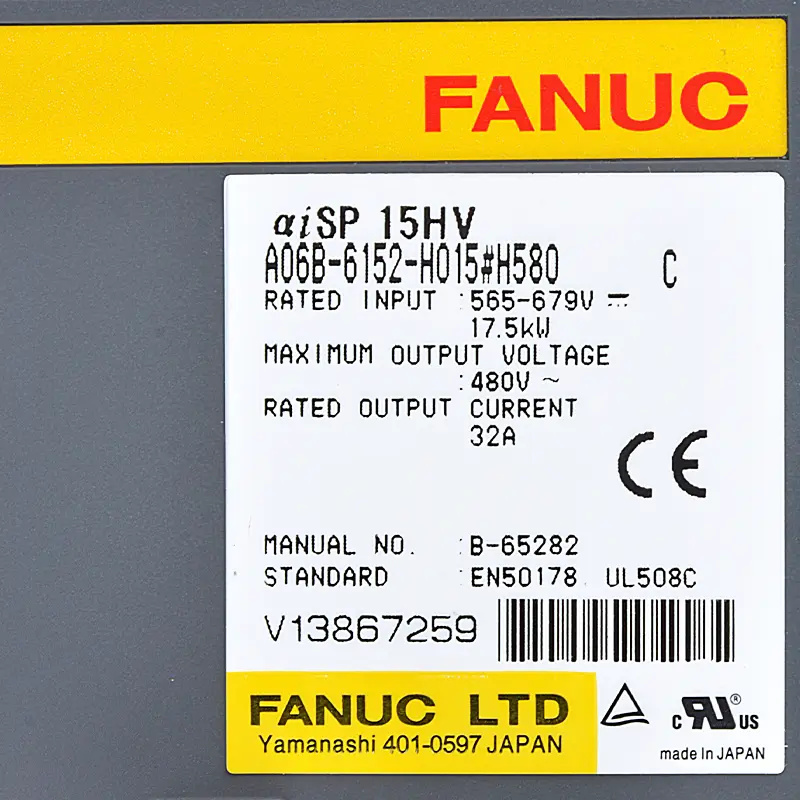 FANUC
αiSP 15HV
A06B-6152-H015#H580 C
RATED INPUT :565-679V ⎓
17.5kW
MAXIMUM OUTPUT VOLTAGE
:480V ~
RATED OUTPUT CURRENT
32A
CE
MANUAL NO. :B-65282
STANDARD :EN50178 UL508C
V13867259
FANUC LTD
Yamanashi 401-0597 JAPAN
c RU ® US
made In JAPAN